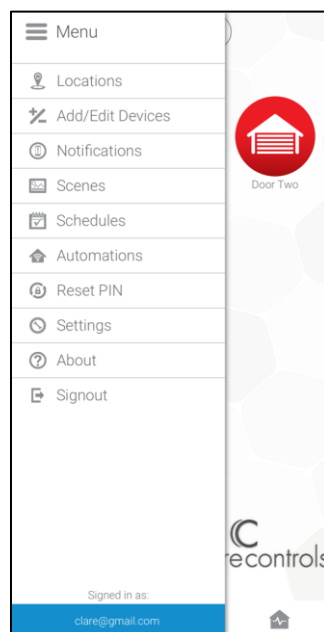 Menu
Locations
Add/Edit Devices
Notifications
Scenes
Schedules
Automations
Reset PIN
Settings
About
Signout
Door Two
recontrols
Signed in as:
clare@gmail.com